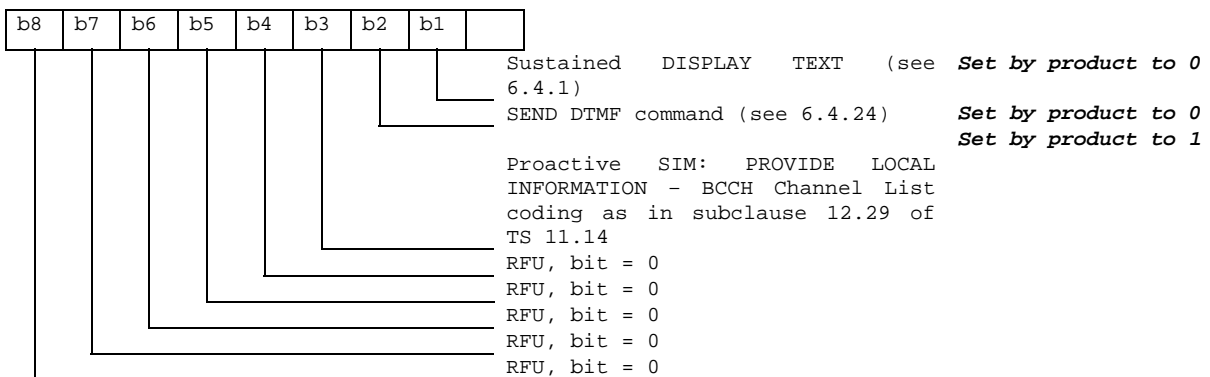 b8 b7 b6 b5 b4 b3 b2 b1
Sustained DISPLAY TEXT (see Set by product to 0
6.4.1)
SEND DTMF command (see 6.4.24) Set by product to 0
Set by product to 1
Proactive SIM: PROVIDE LOCAL
INFORMATION – BCCH Channel List
coding as in subclause 12.29 of
TS 11.14
RFU, bit = 0
RFU, bit = 0
RFU, bit = 0
RFU, bit = 0
RFU, bit = 0